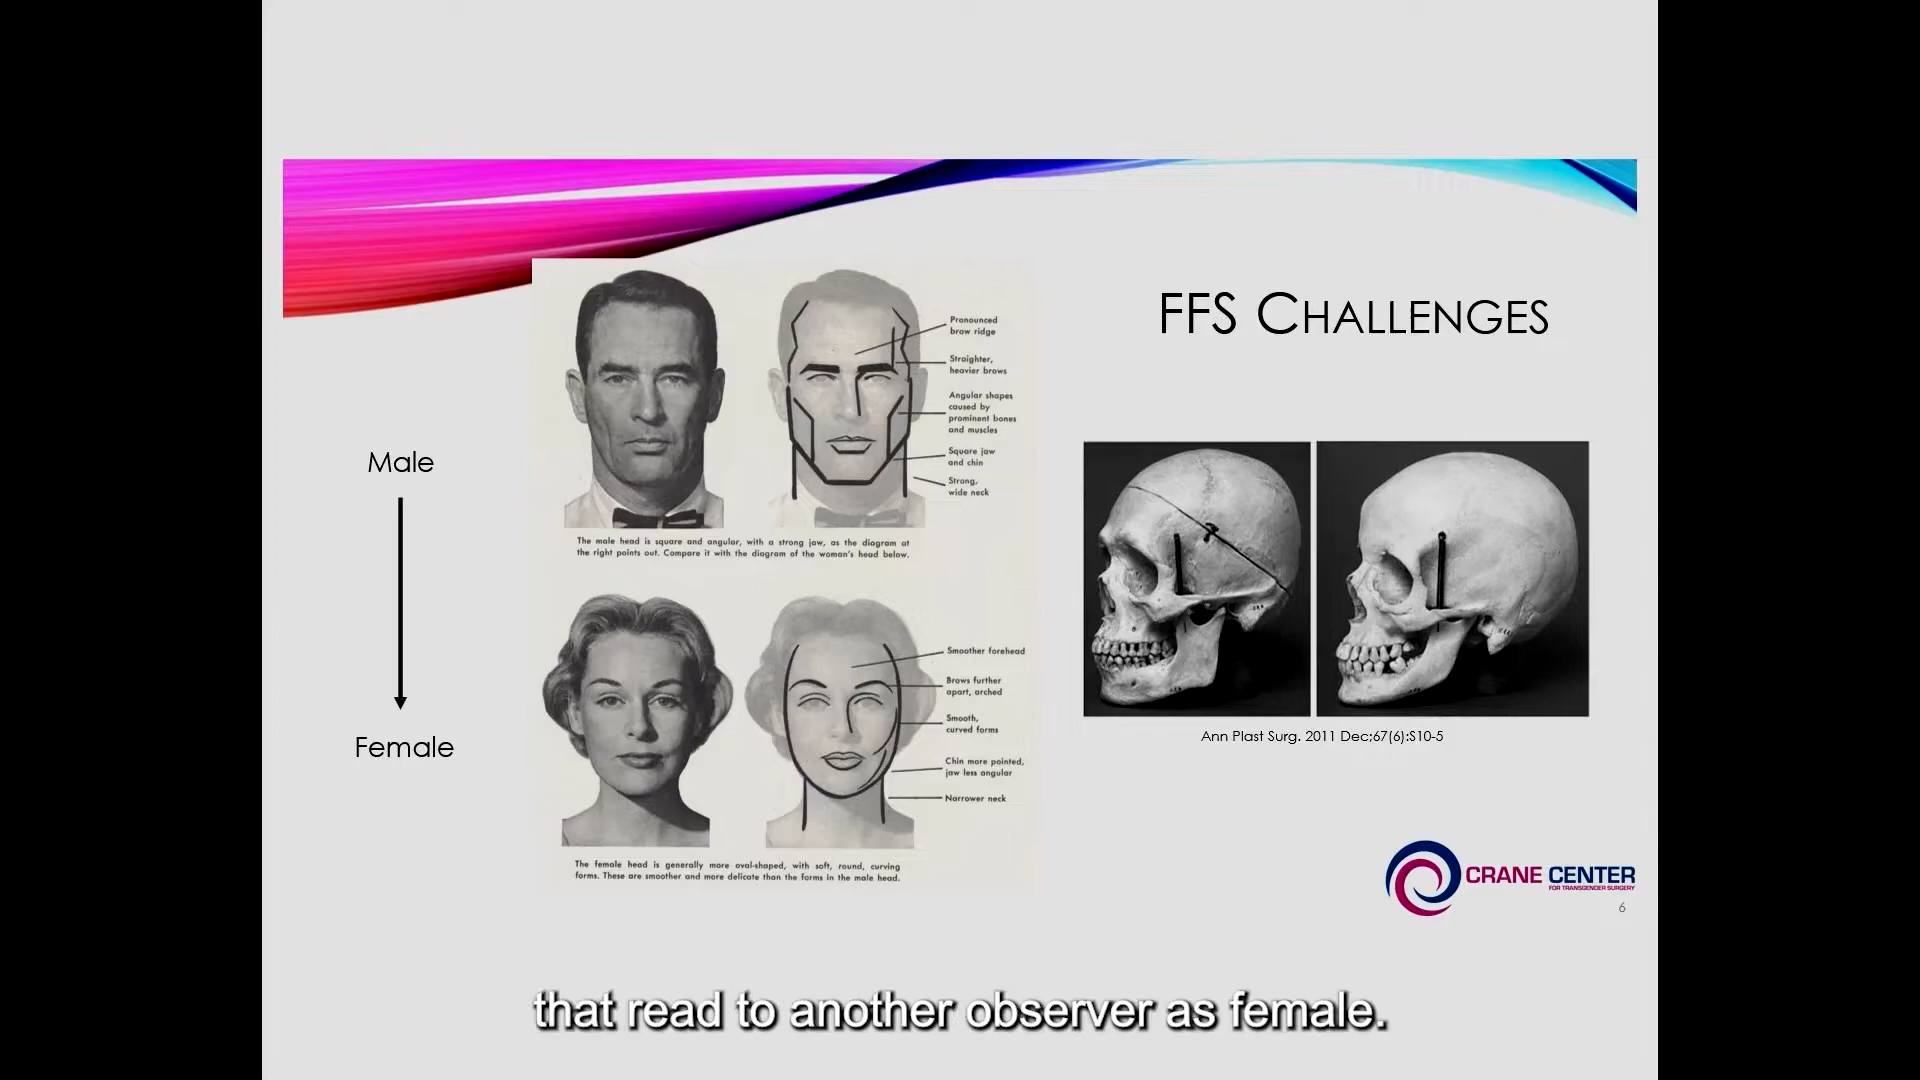 FFS CHALLENGES
Male
Female
Pronounced
brow ridge
Straighter,
heavier brows
Angular shapes
caused by
prominent bones
and muscles
Square jaw
and chin
Strong,
wide neck
The male head is square and angular, with a strong jaw, as the diagram at
the right points out. Compare it with the diagram of the woman's head below.
Smoother forehead
Brows further
apart, arched
Smooth,
curved forms
Chin more pointed,
jaw less angular
Narrower neck
The female head is generally more oval-shaped, with soft, round, curving
forms. These are smoother and more delicate than the forms in the male head.
Ann Plast Surg. 2011 Dec;67(6):S10-5
CRANE CENTER
FOR TRANSGENDER SURGERY
6
that read to another observer as female.